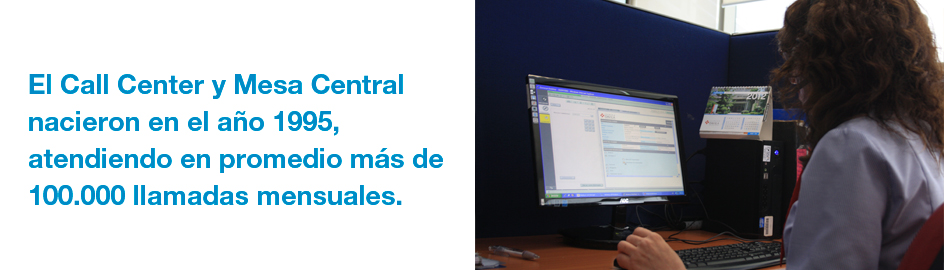 El Call Center y Mesa Central
nacieron en el año 1995,
atendiendo en promedio más de
100.000 llamadas mensuales.
2012